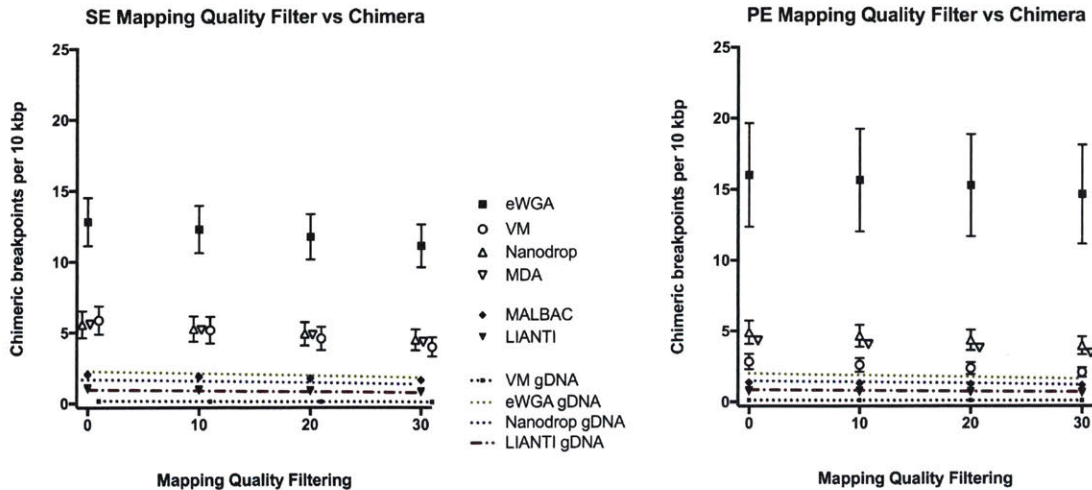 SE Mapping Quality Filter vs Chimera
25
20
15
10
5
0
Chimeric breakpoints per 10 kbp
0 10 20 30
Mapping Quality Filtering
eWGA
VM
Nanodrop
MDA
MALBAC
LIANTI
VM gDNA
eWGA gDNA
Nanodrop gDNA
LIANTI gDNA
PE Mapping Quality Filter vs Chimera
25
20
15
10
5
0
Chimeric breakpoints per 10 kbp
0 10 20 30
Mapping Quality Filtering